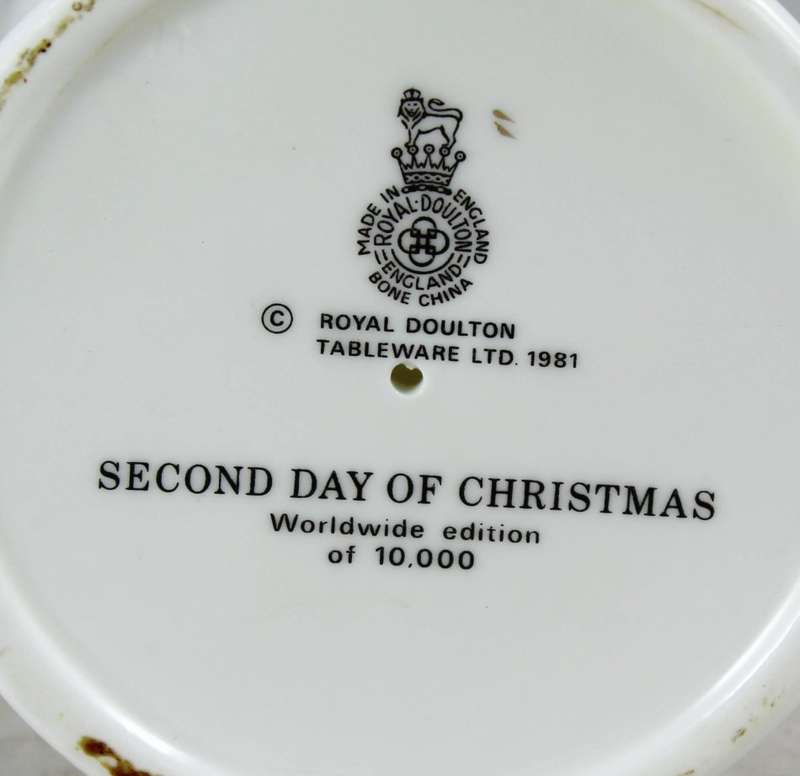 MADE IN ENGLAND
ROYAL·DOULTON
ENGLAND
BONE CHINA
© ROYAL DOULTON
TABLEWARE LTD. 1981
SECOND DAY OF CHRISTMAS
Worldwide edition
of 10,000